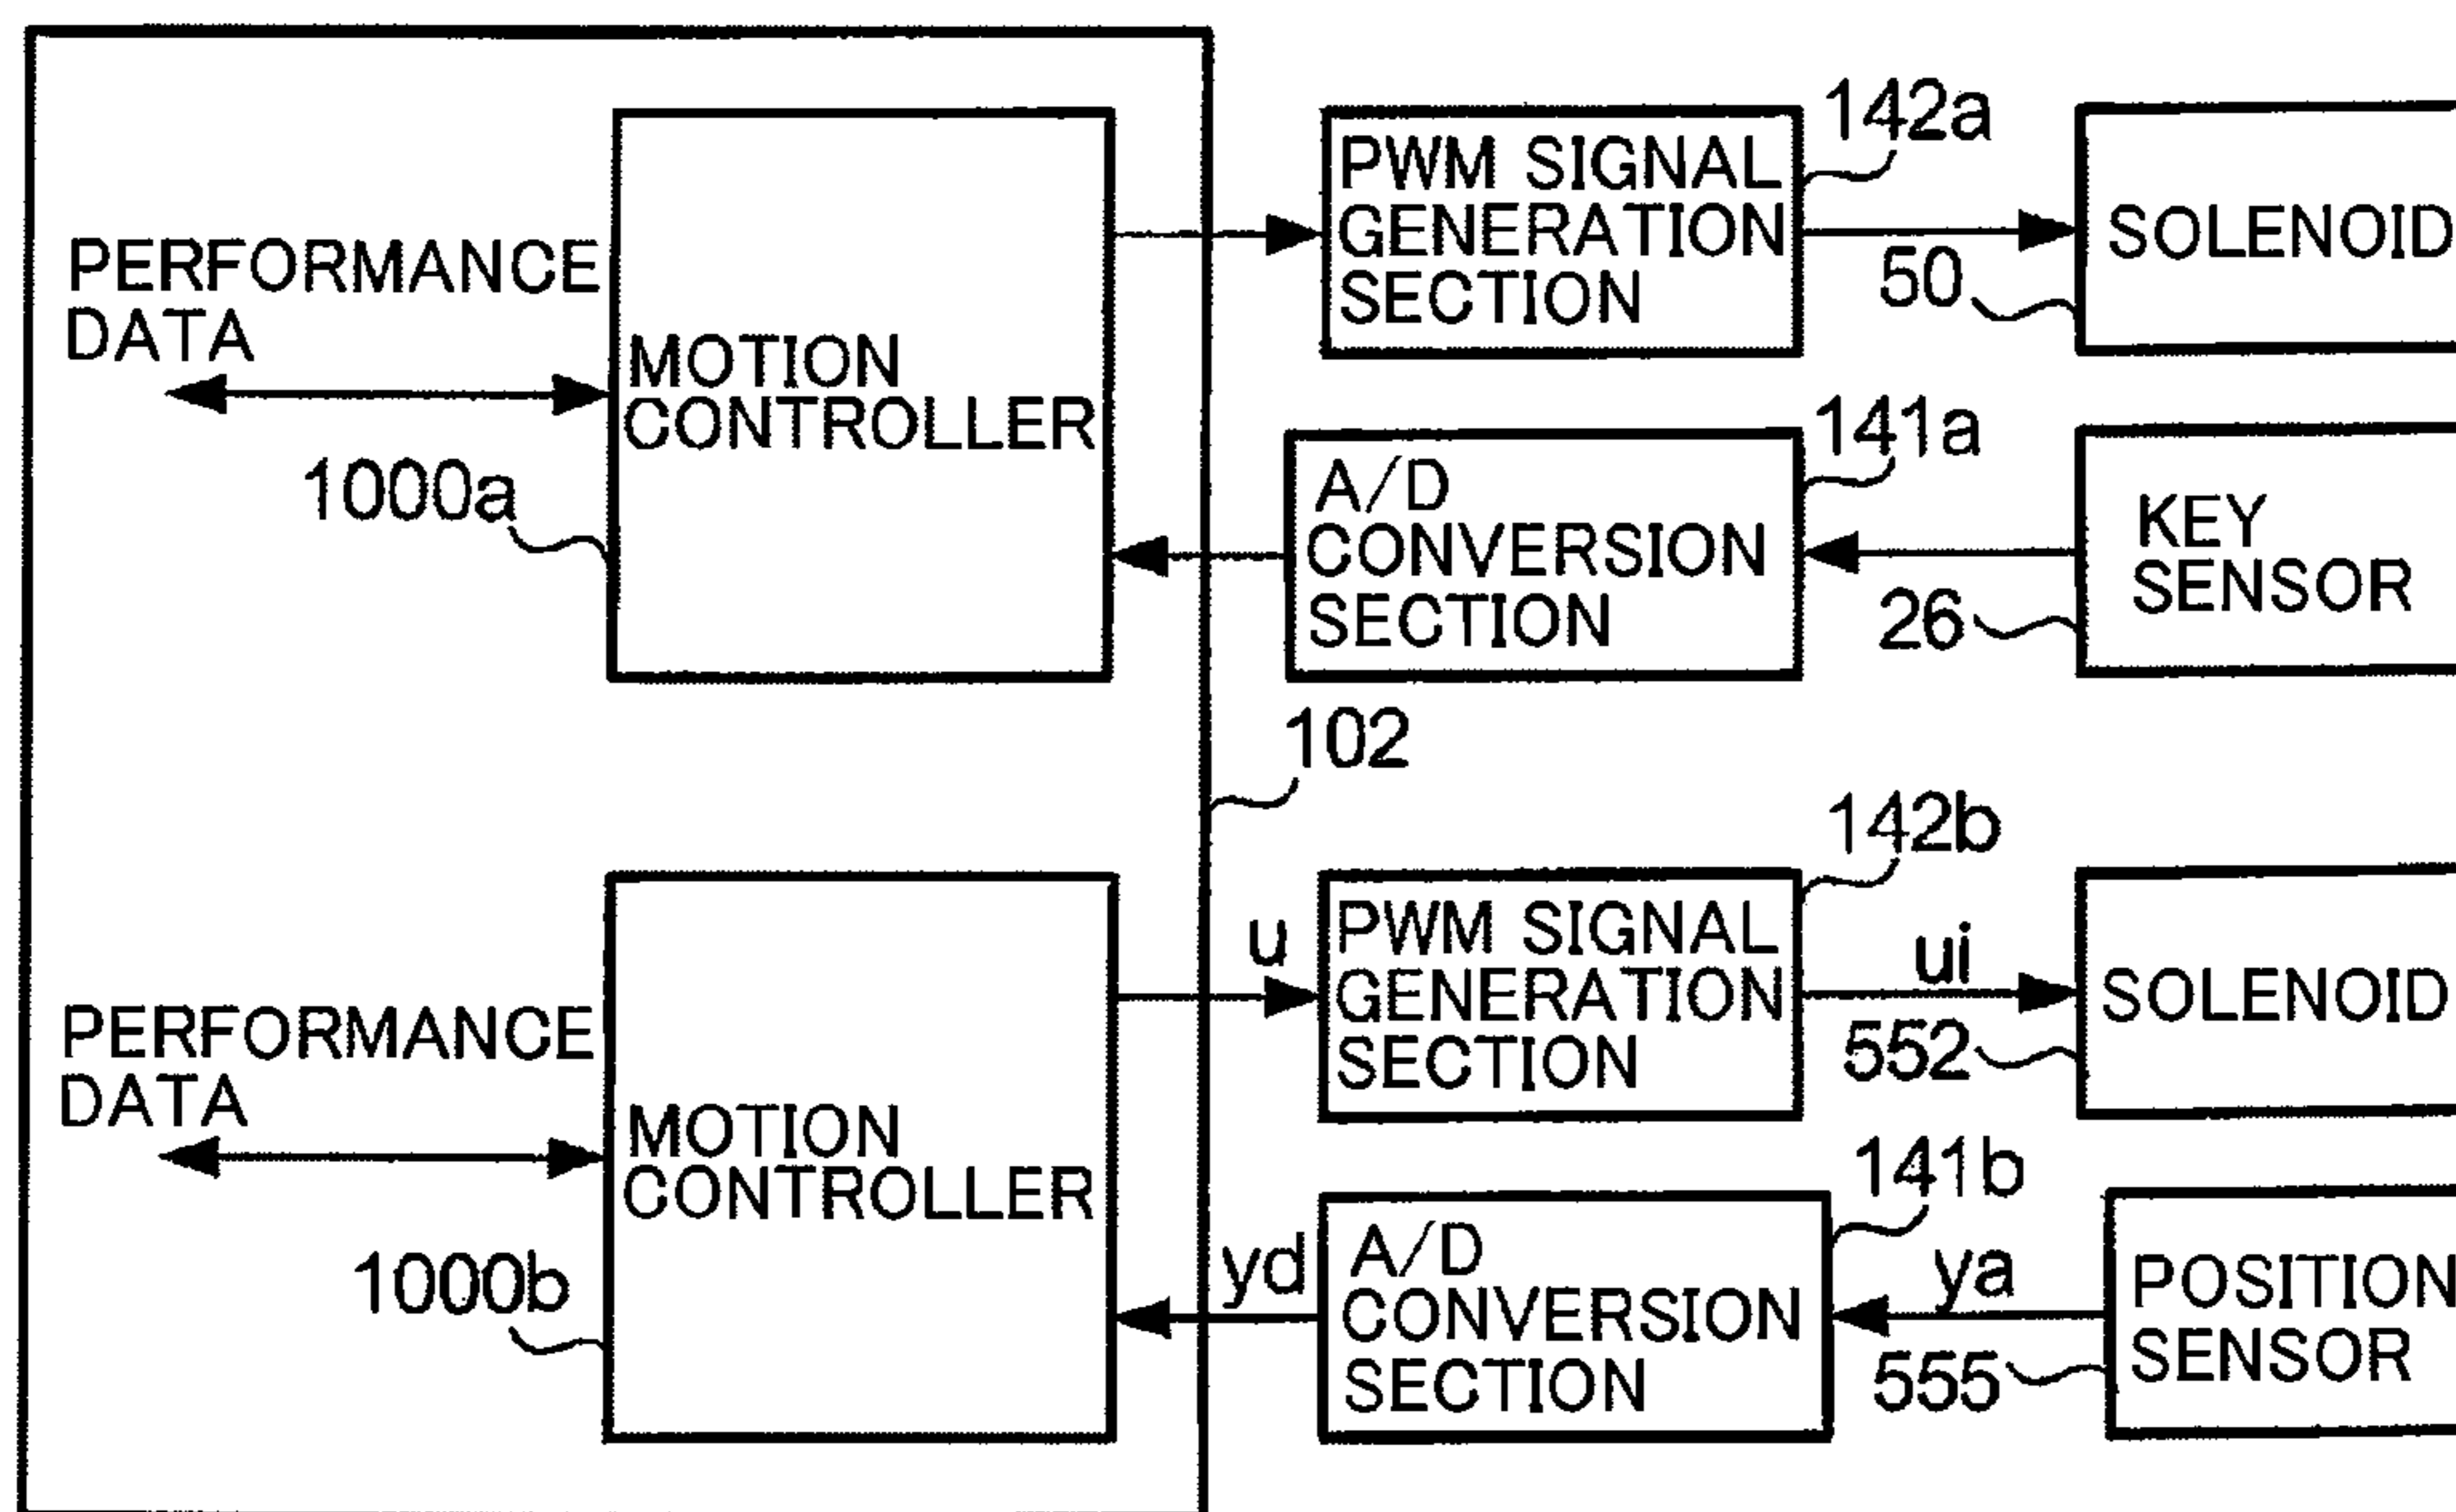 PERFORMANCE
DATA
MOTION
CONTROLLER
1000a
PWM SIGNAL
GENERATION
SECTION
142a
SOLENOID
50
A/D
CONVERSION
SECTION
141a
KEY
SENSOR
26
102
PERFORMANCE
DATA
MOTION
CONTROLLER
1000b
u
PWM SIGNAL
GENERATION
SECTION
142b
ui
SOLENOID
552
yd
A/D
CONVERSION
SECTION
141b
ya
POSITION
SENSOR
555